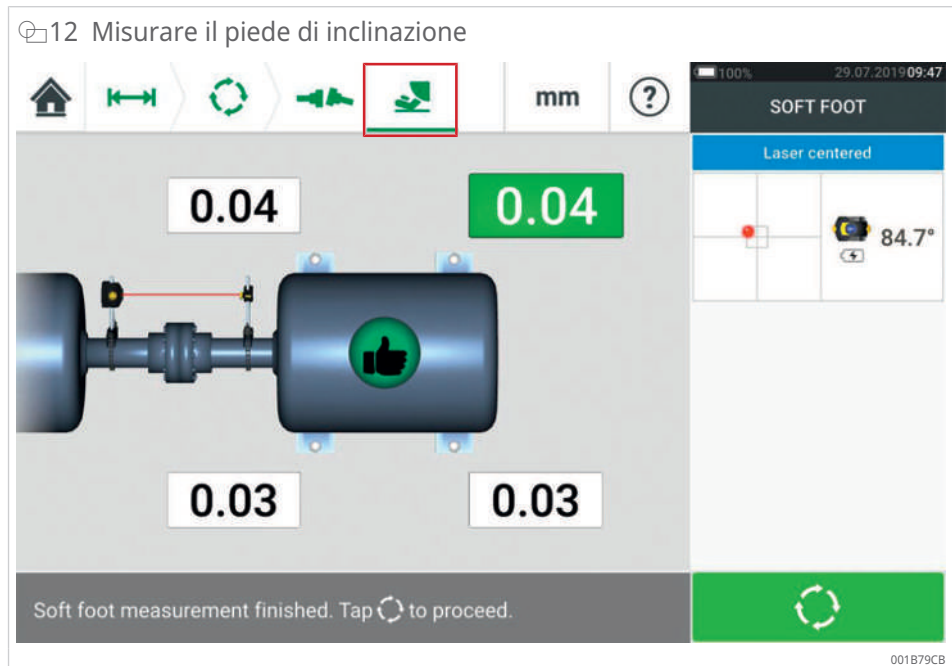 12 Misurare il piede di inclinazione
mm
?
100% 29.07.2019 09:47
SOFT FOOT
Laser centered
84.7°
0.04
0.04
0.03
0.03
Soft foot measurement finished. Tap to proceed.
001B79CB